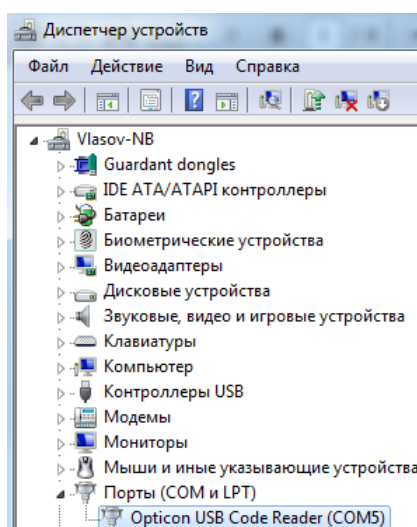 Диспетчер устройств
Файл Действие Вид Справка
Vlasov-NB
Guardant dongles
IDE ATA/ATAPI контроллеры
Батареи
Биометрические устройства
Видеоадаптеры
Дисковые устройства
Звуковые, видео и игровые устройства
Клавиатуры
Компьютер
Контроллеры USB
Модемы
Мониторы
Мыши и иные указывающие устройства
Порты (COM и LPT)
Opticon USB Code Reader (COM5)